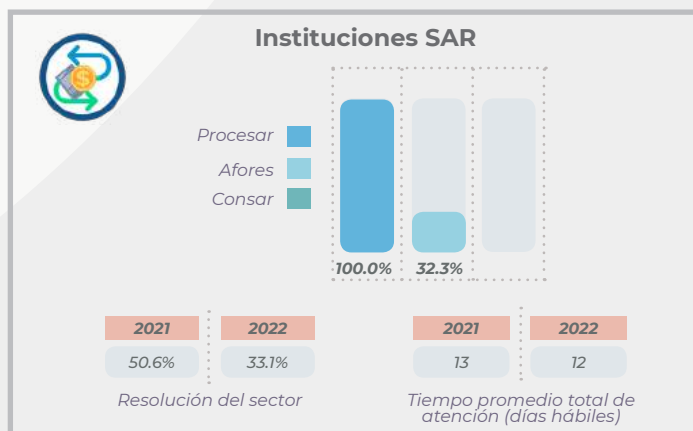 Instituciones SAR
Procesar
Afores
Consar
100.0% 32.3%
2021 2022
50.6% 33.1%
Resolución del sector
2021 2022
13 12
Tiempo promedio total de
atención (días hábiles)